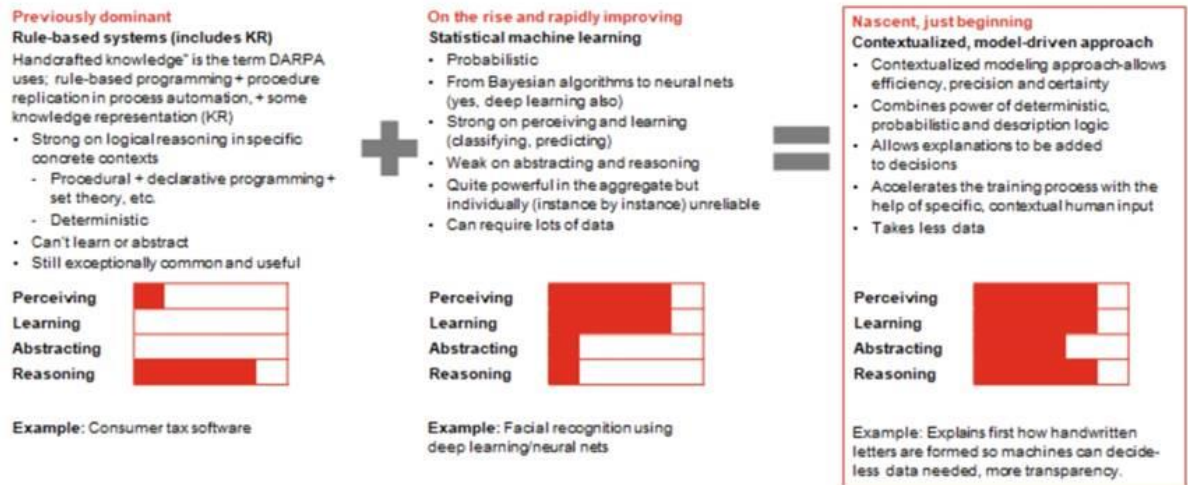 Previously dominant
Rule-based systems (includes KR)
Handcrafted knowledge" is the term DARPA
uses; rule-based programming + procedure
replication in process automation, + some
knowledge representation (KR)
• Strong on logical reasoning in specific
concrete contexts
- Procedural + declarative programming +
set theory, etc.
- Deterministic
• Can't learn or abstract
• Still exceptionally common and useful
Perceiving
Learning
Abstracting
Reasoning
Example: Consumer tax software
On the rise and rapidly improving
Statistical machine learning
• Probabilistic
• From Bayesian algorithms to neural nets
(yes, deep learning also)
• Strong on perceiving and learning
(classifying, predicting)
• Weak on abstracting and reasoning
• Quite powerful in the aggregate but
individually (instance by instance) unreliable
• Can require lots of data
Perceiving
Learning
Abstracting
Reasoning
Example: Facial recognition using
deep learning/neural nets
Nascent, just beginning
Contextualized, model-driven approach
• Contextualized modeling approach-allows
efficiency, precision and certainty
• Combines power of deterministic,
probabilistic and description logic
• Allows explanations to be added
to decisions
• Accelerates the training process with the
help of specific, contextual human input
• Takes less data
Perceiving
Learning
Abstracting
Reasoning
Example: Explains first how handwritten
letters are formed so machines can decide-
less data needed, more transparency.